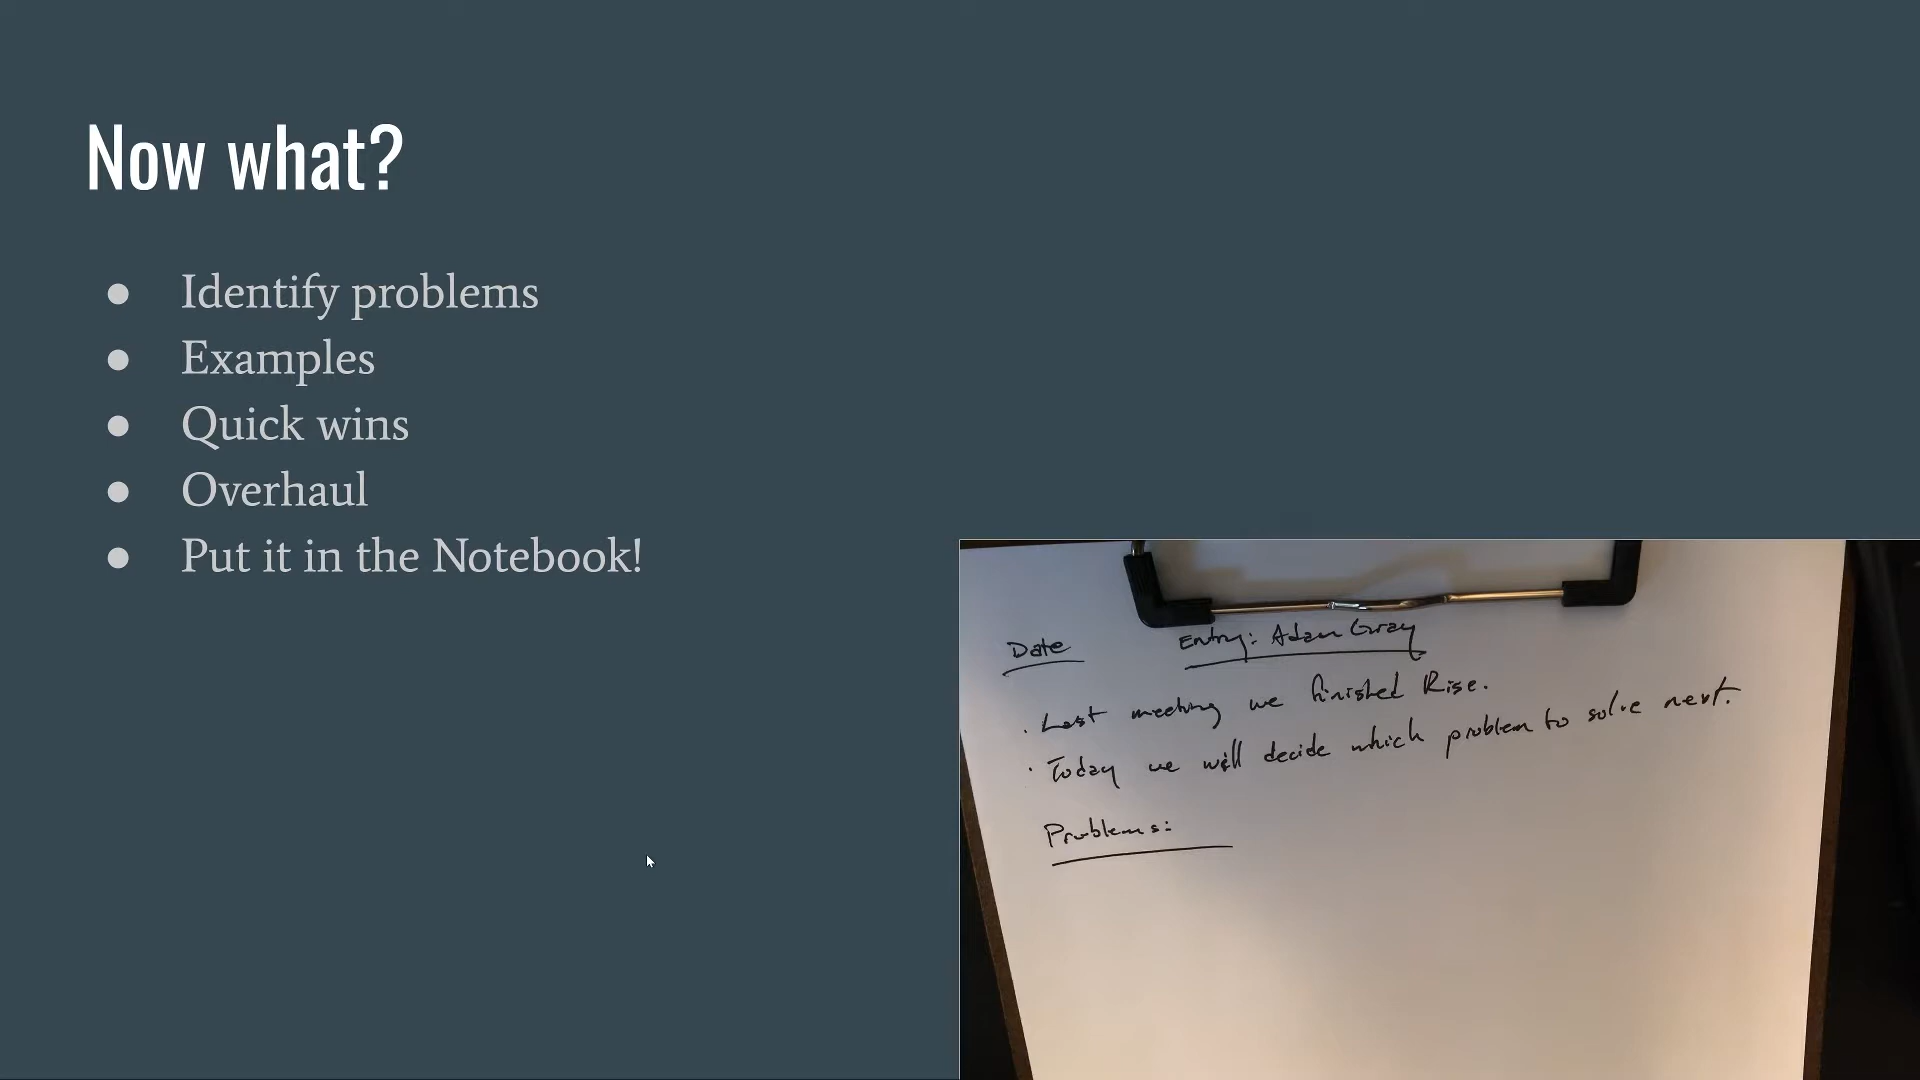 Now what?
Identify problems
Examples
Quick wins
Overhaul
Put it in the Notebook!
Date
Entry: Adam Gray
· Last meeting we finished Rise.
· Today we will decide which problem to solve next.
Problems: